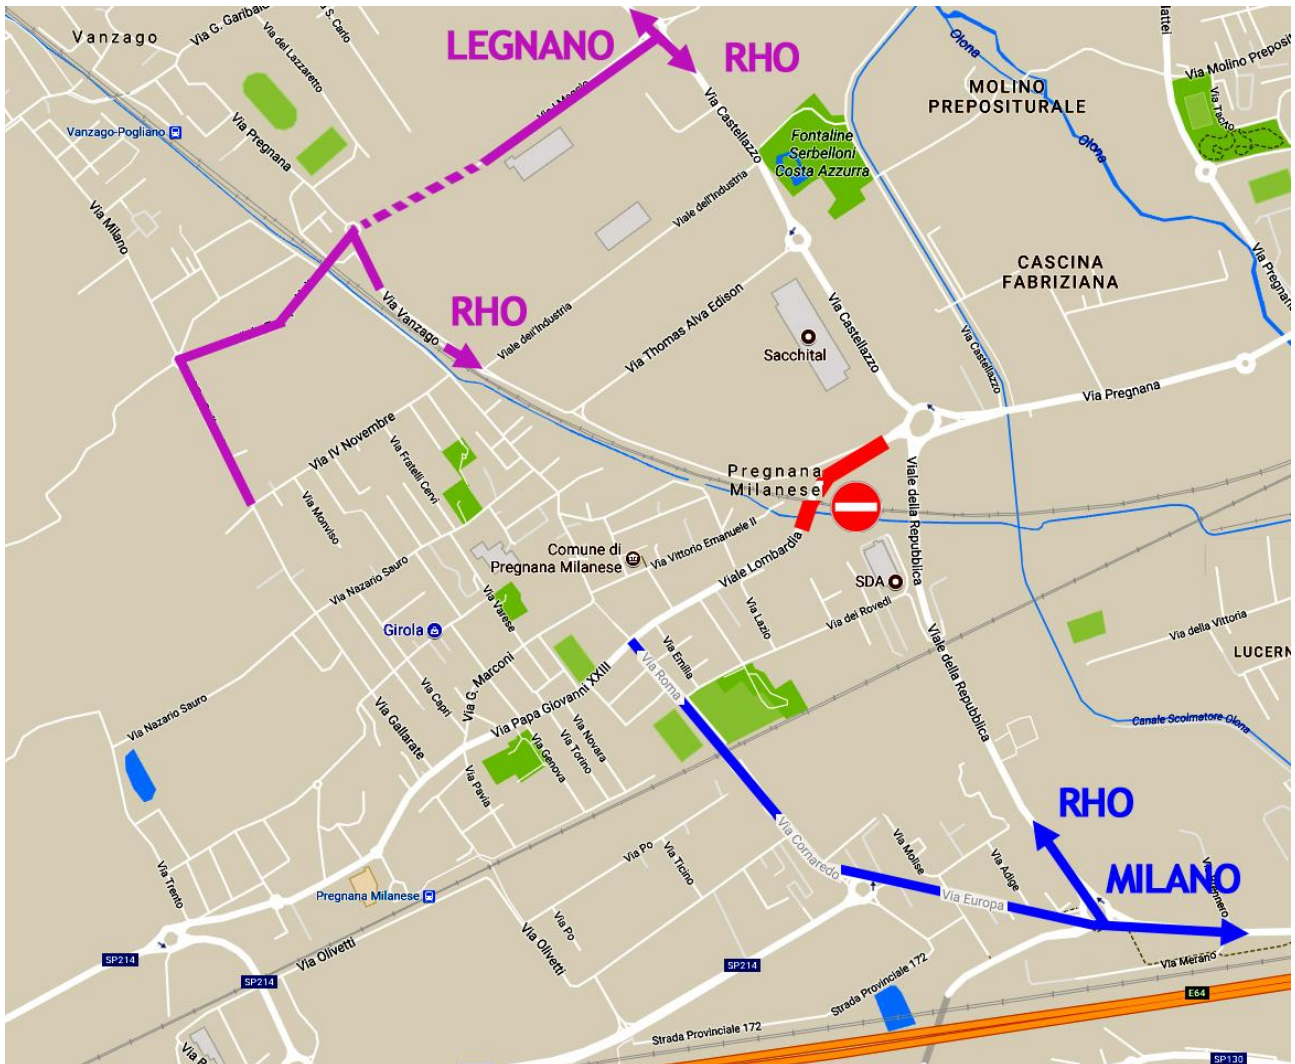 Vanzago
Via G. Garibaldi
Via del Lazzaretto
s. Carlo
LEGNANO
RHO
Mattei
Olona
MOLINO
PREPOSITURALE
Via Molino Preposit
Via Tacito
Vanzago-Pogliano
Via Pregnana
Via I Maggio
Via Castellazzo
Fontaline
Serbelloni
Costa Azzurra
Olona
Viale dell'Industria
Via Milano
Via Pregnana
CASCINA
FABRIZIANA
RHO
Via Vanzago
Viale dell'Industria
Via Thomas Alva Edison
Via Castellazzo
Sacchital
Via Castellazzo
Via Pregnana
Via IV Novembre
Via Fratelli Cervi
Via Monviso
Pregnana
Milanese
Viale della Repubblica
Via Nazario Sauro
Comune di
Pregnana Milanese
Via Vittorio Emanuele II
Viale Lombardia
SDA
Via dei Rovedi
Via Lazio
Via Varese
Girola
Via Emilia
Via Roma
Via della Vittoria
LUCERN
Viale della Repubblica
Via G. Marconi
Via Capri
Via Papa Giovanni XXIII
Via Nazario Sauro
Via Gallarate
Via Novara
Via Torino
Via Genova
Via Pavia
Canale Scolmatore Olona
RHO
MILANO
Via Cornaredo
Via Molise
Via Adige
Via Po
Via Ticino
Via Europa
Via Trento
Pregnana Milanese
Via Po
Via Olivetti
Via Olivetti
SP214
SP214
SP214
Strada Provinciale 172
Via Merano
E64
Strada Provinciale 172
SP130